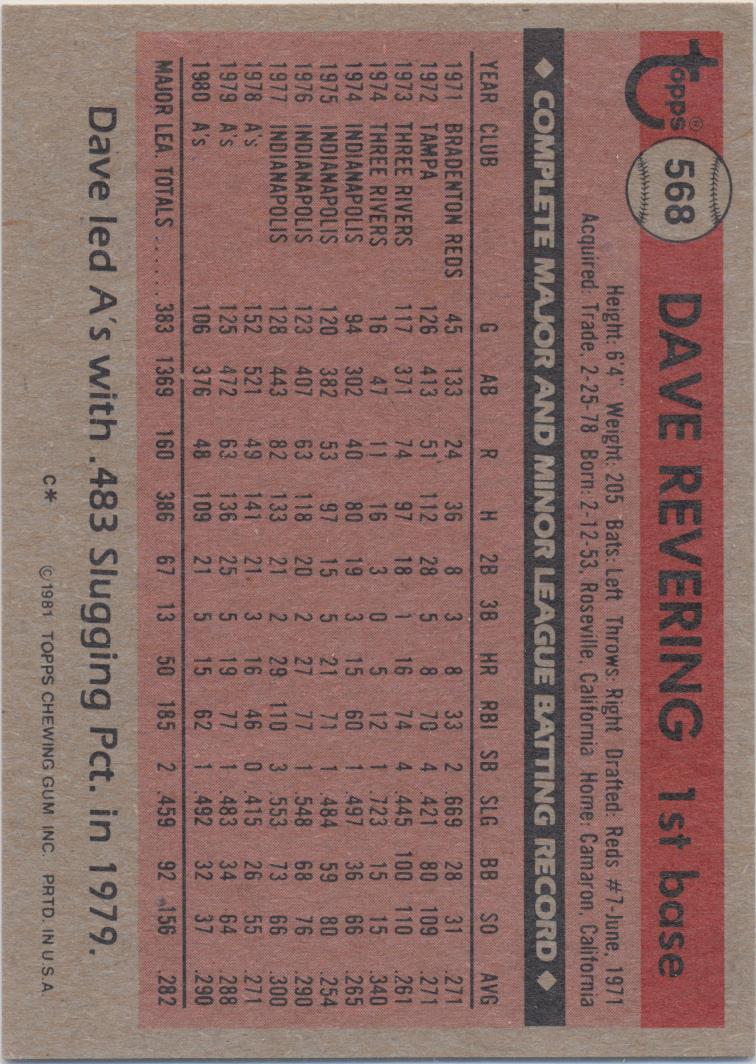 Topps® 568 DAVE REVERING 1st base
Height: 6'4" Weight: 205 Bats: Left Throws: Right Drafted: Reds #7-June, 1971
Acquired: Trade, 2-25-78 Born: 2-12-53, Roseville, California Home: Camaron, California
◆ COMPLETE MAJOR AND MINOR LEAGUE BATTING RECORD ◆
YEAR CLUB G AB R H 2B 3B HR RBI SB SLG BB SO AVG
1971 BRADENTON REDS 45 133 24 36 8 3 8 33 2 .669 28 31 .271
1972 TAMPA 126 413 51 112 28 5 8 70 4 .421 80 109 .271
1973 THREE RIVERS 117 371 74 97 18 1 16 74 4 .445 100 110 .261
1974 THREE RIVERS 16 47 11 16 3 0 5 12 1 .723 15 15 .340
1974 INDIANAPOLIS 94 302 40 80 19 3 15 60 1 .497 36 66 .265
1975 INDIANAPOLIS 120 382 53 97 15 5 21 71 1 .484 59 80 .254
1976 INDIANAPOLIS 123 407 63 118 20 2 27 77 1 .548 68 76 .290
1977 INDIANAPOLIS 128 443 82 133 21 2 29 110 3 .553 73 66 .300
1978 A's 152 521 49 141 21 3 16 46 0 .415 26 55 .271
1979 A's 125 472 63 136 25 5 19 77 1 .483 34 64 .288
1980 A's 106 376 48 109 21 5 15 62 1 .492 32 37 .290
MAJOR LEA. TOTALS ...... 383 1369 160 386 67 13 50 185 2 .459 92 156 .282
Dave led A's with .483 Slugging Pct. in 1979.
C* ©1981 TOPPS CHEWING GUM INC. PRTD. IN U.S.A.